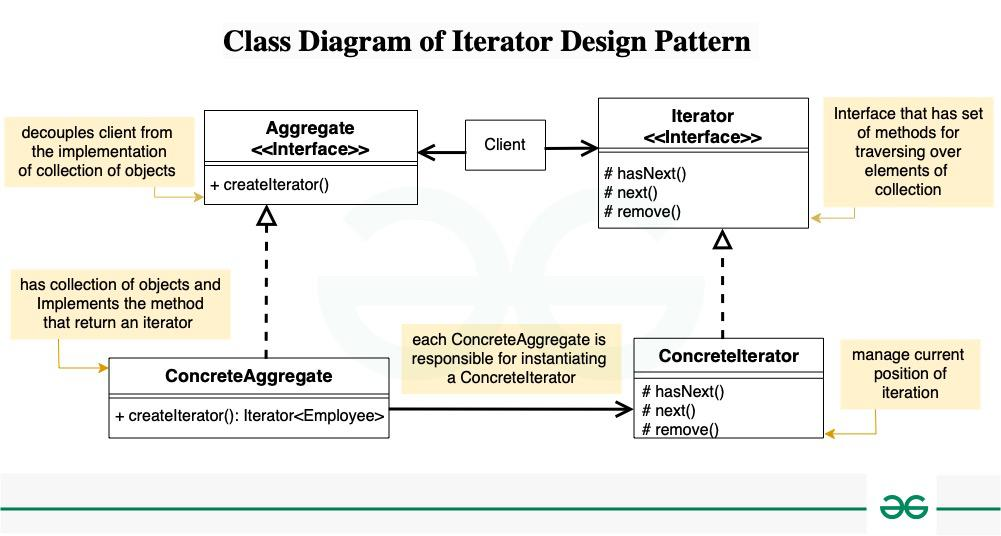 Class Diagram of Iterator Design Pattern
decouples client from
the implementation
of collection of objects
Aggregate
<<Interface>>
+ createIterator()
Client
Iterator
<<Interface>>
# hasNext()
# next()
# remove()
Interface that has set
of methods for
traversing over
elements of
collection
has collection of objects and
Implements the method
that return an iterator
each ConcreteAggregate is
responsible for instantiating
a ConcreteIterator
ConcreteAggregate
+ createIterator(): Iterator<Employee>
ConcreteIterator
# hasNext()
# next()
# remove()
manage current
position of
iteration